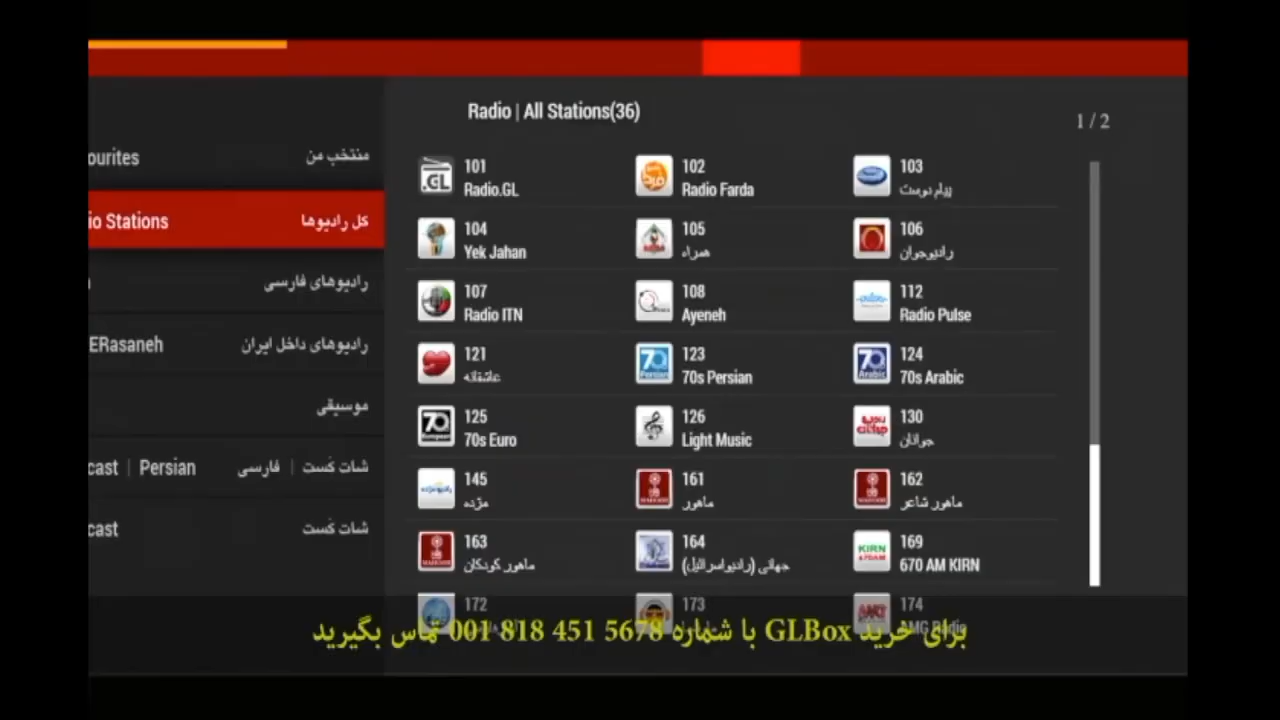 Radio | All Stations(36)
1 / 2
ourites منتخب من
io Stations کل رادیوها
رادیوهای فارسی
ERasaneh رادیوهای داخل ایران
موسیقی
cast | Persian شات کَست | فارسی
cast شات کَست
101 Radio.GL
102 Radio Farda
103 پیام دوست
104 Yek Jahan
105 همراه
106 رادیوجوان
107 Radio ITN
108 Ayeneh
112 Radio Pulse
121 عاشقانه
123 70s Persian
124 70s Arabic
125 70s Euro
126 Light Music
130 جوانان
145 مژده
161 ماهور
162 ماهور شاعر
163 ماهور کودکان
164 جهانی (رادیواسرائیل)
169 670 AM KIRN
172
173
174 AMG Radio
برای خرید GLBox با شماره 001 818 451 5678 تماس بگیرید